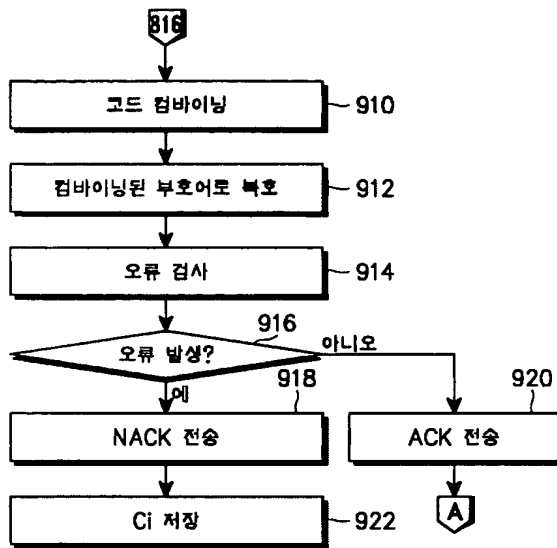 816
코드 컴바이닝
910
컴바이닝된 부호어로 복호
912
오류 검사
914
916
오류 발생?
아니오
예
918
NACK 전송
920
ACK 전송
Ci 저장
922
A